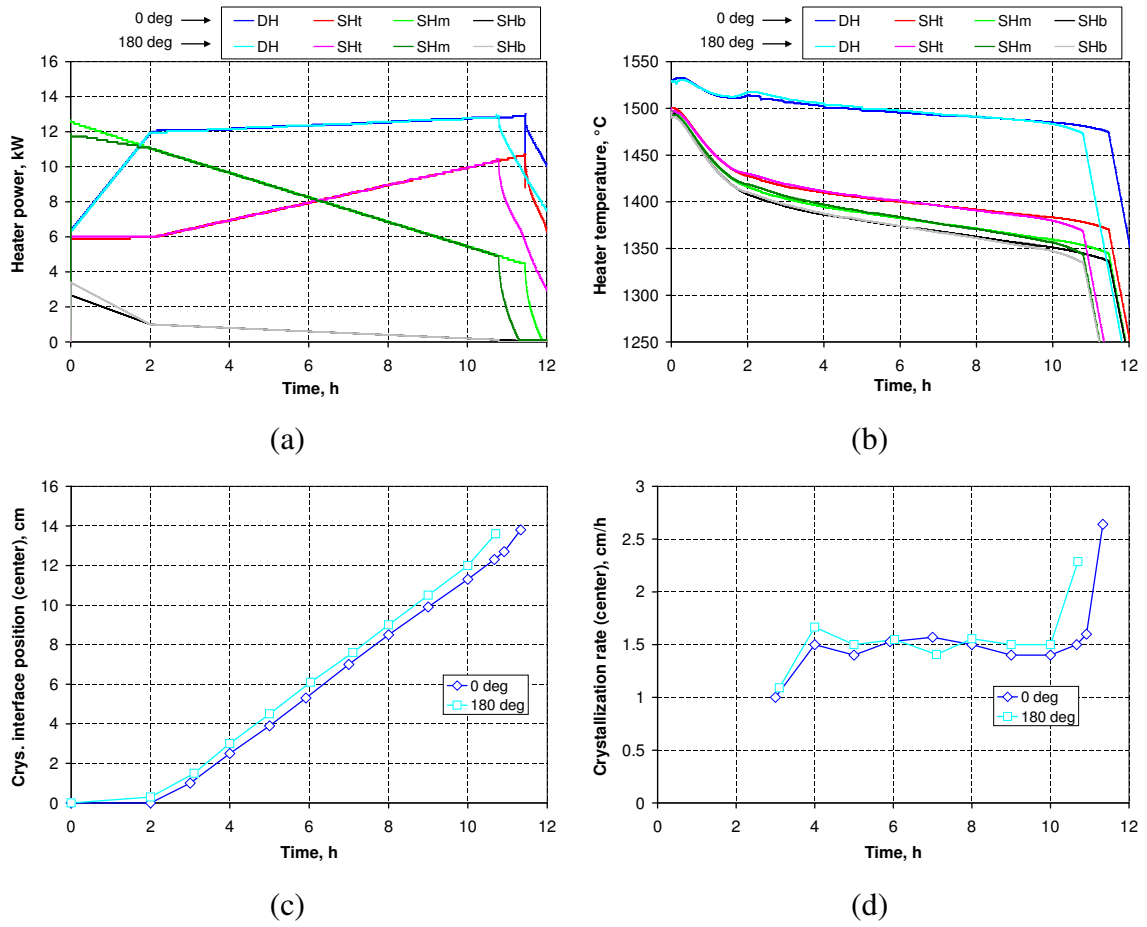 0 deg DH SHt SHm SHb
180 deg DH SHt SHm SHb
Heater power, kW
16
14
12
10
8
6
4
2
0
0 2 4 6 8 10 12
Time, h
(a)
0 deg DH SHt SHm SHb
180 deg DH SHt SHm SHb
Heater temperature, °C
1550
1500
1450
1400
1350
1300
1250
0 2 4 6 8 10 12
Time, h
(b)
Crys. interface position (center), cm
16
14
12
10
8
6
4
2
0
0 deg
180 deg
0 2 4 6 8 10 12
Time, h
(c)
Crystallization rate (center), cm/h
3
2.5
2
1.5
1
0.5
0
0 deg
180 deg
0 2 4 6 8 10 12
Time, h
(d)